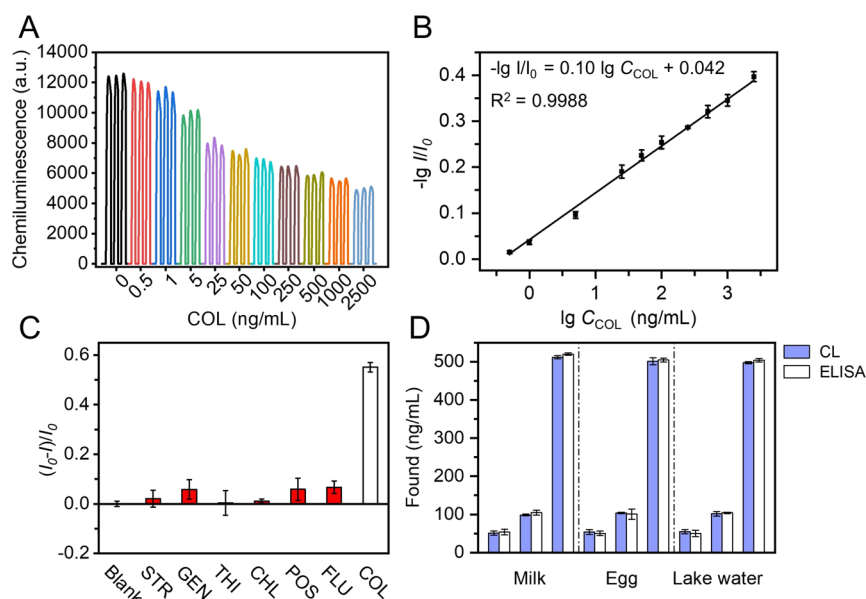 A
Chemiluminescence (a.u.)
14000
12000
10000
8000
6000
4000
2000
0
0
0.5
1
5
25
50
100
250
500
1000
2500
COL (ng/mL)
B
-lg I/I0 = 0.10 lg CCOL + 0.042
R2 = 0.9988
-lg I/I0
0.4
0.3
0.2
0.1
0.0
0 1 2 3
lg CCOL (ng/mL)
C
(I0-I)/I0
0.6
0.4
0.2
0.0
-0.2
Blank STR GEN THI CHL POS FLU COL
D
CL
ELISA
Found (ng/mL)
500
400
300
200
100
0
Milk Egg Lake water